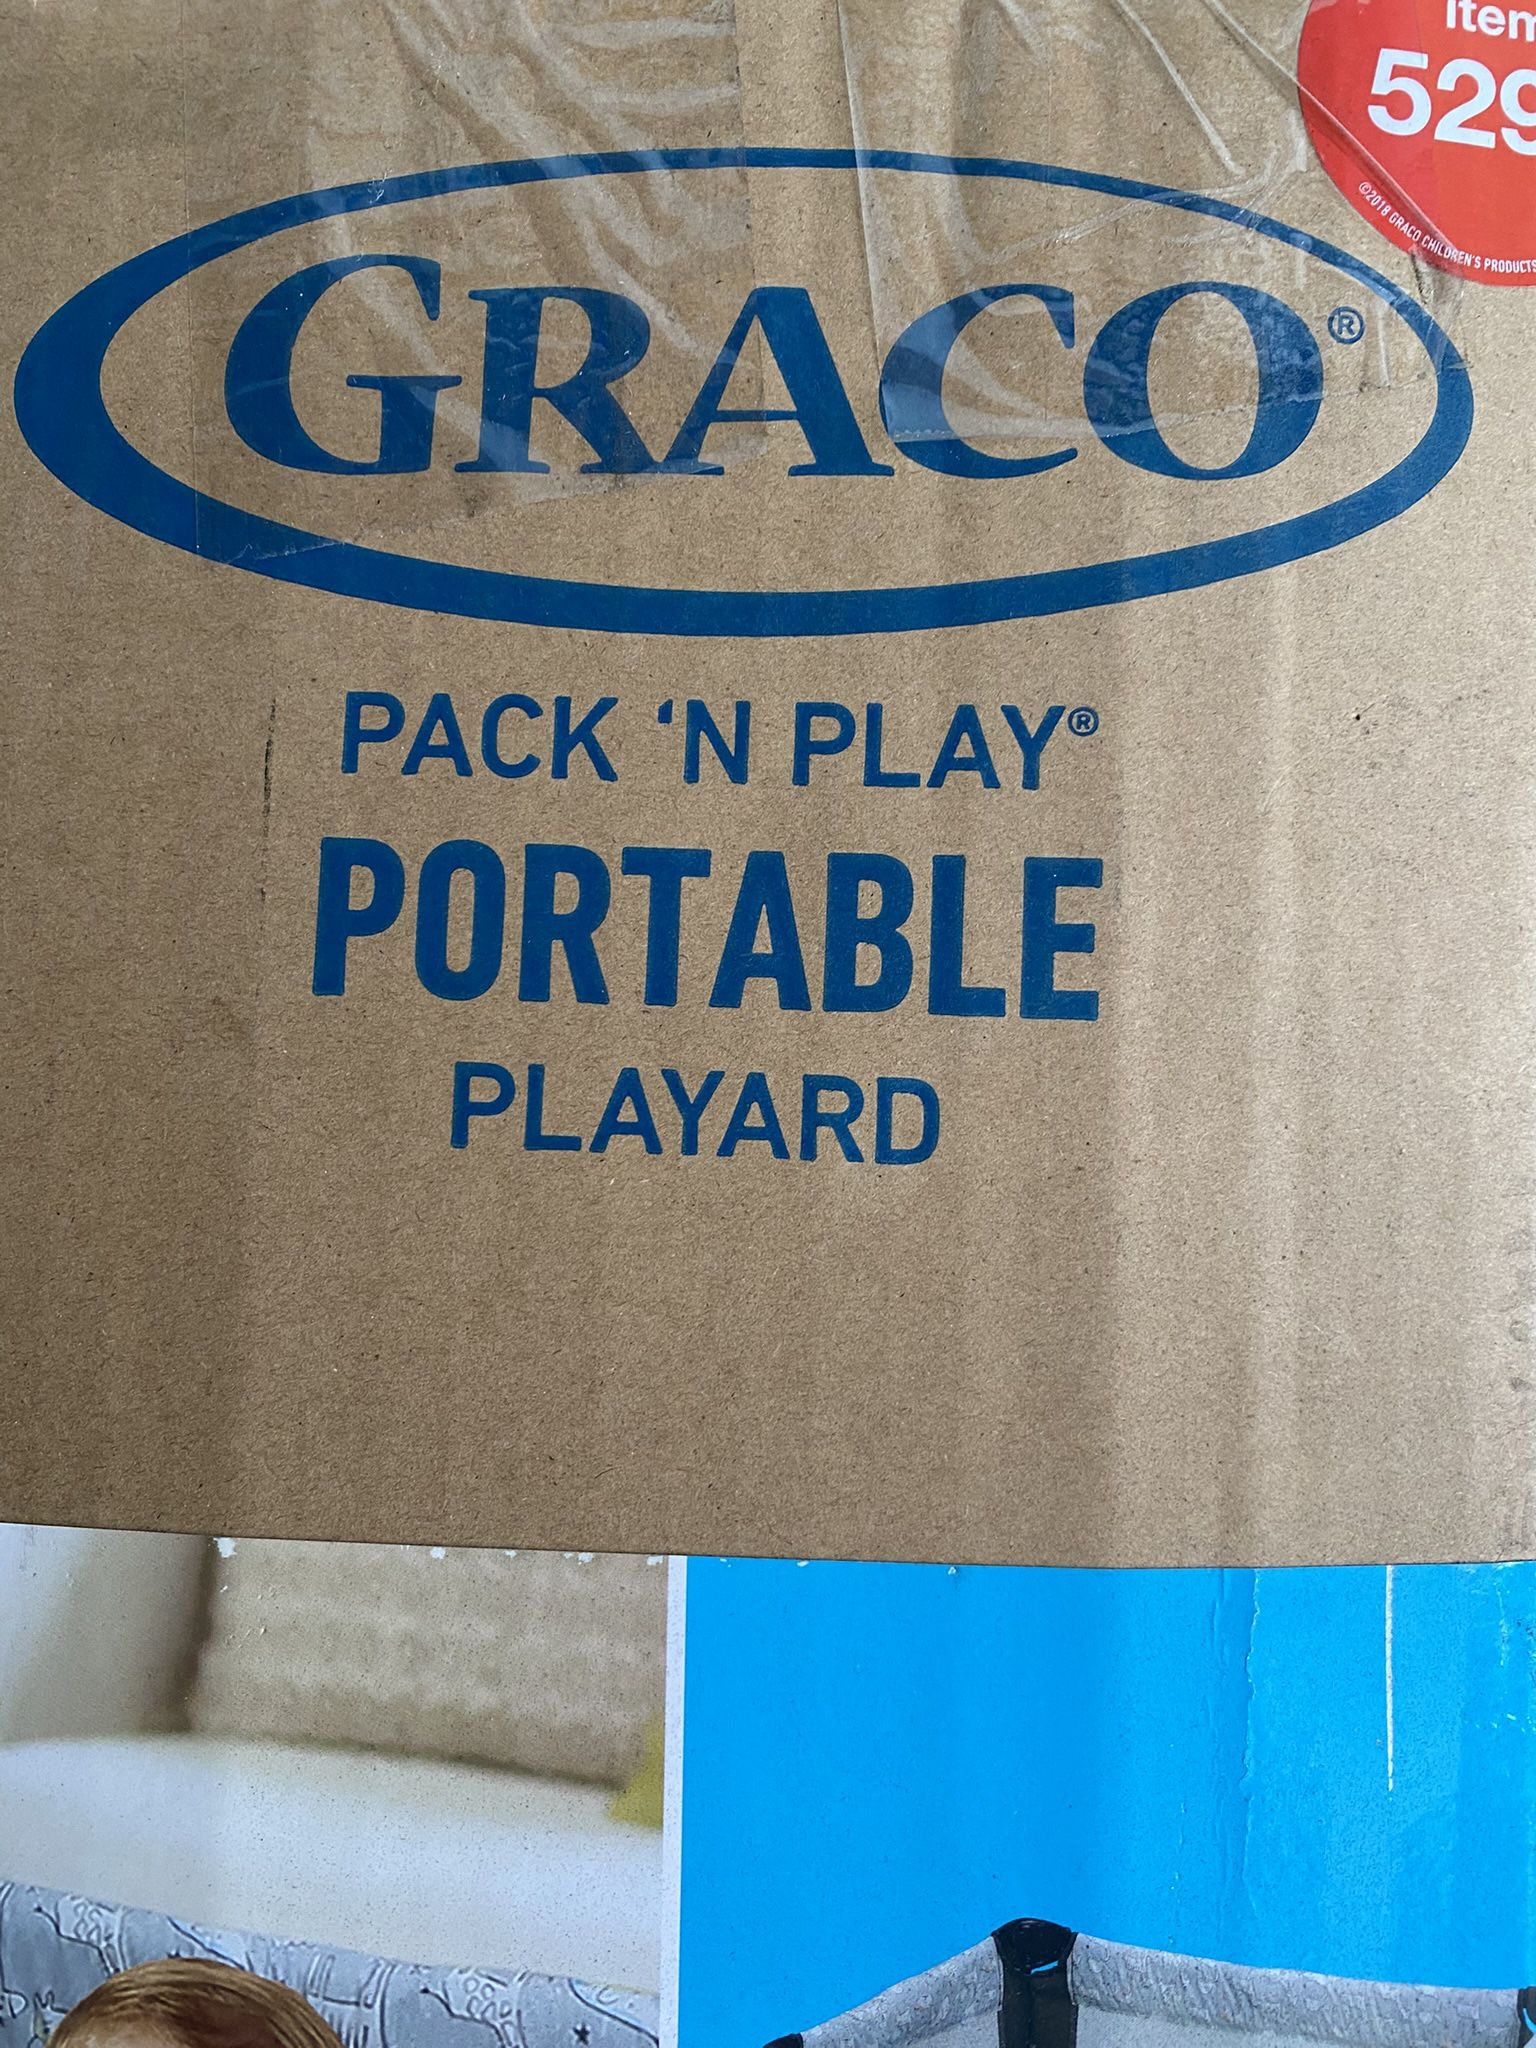 item
529
©2018 GRACO CHILDREN'S PRODUCTS
GRACO®
PACK 'N PLAY®
PORTABLE
PLAYARD